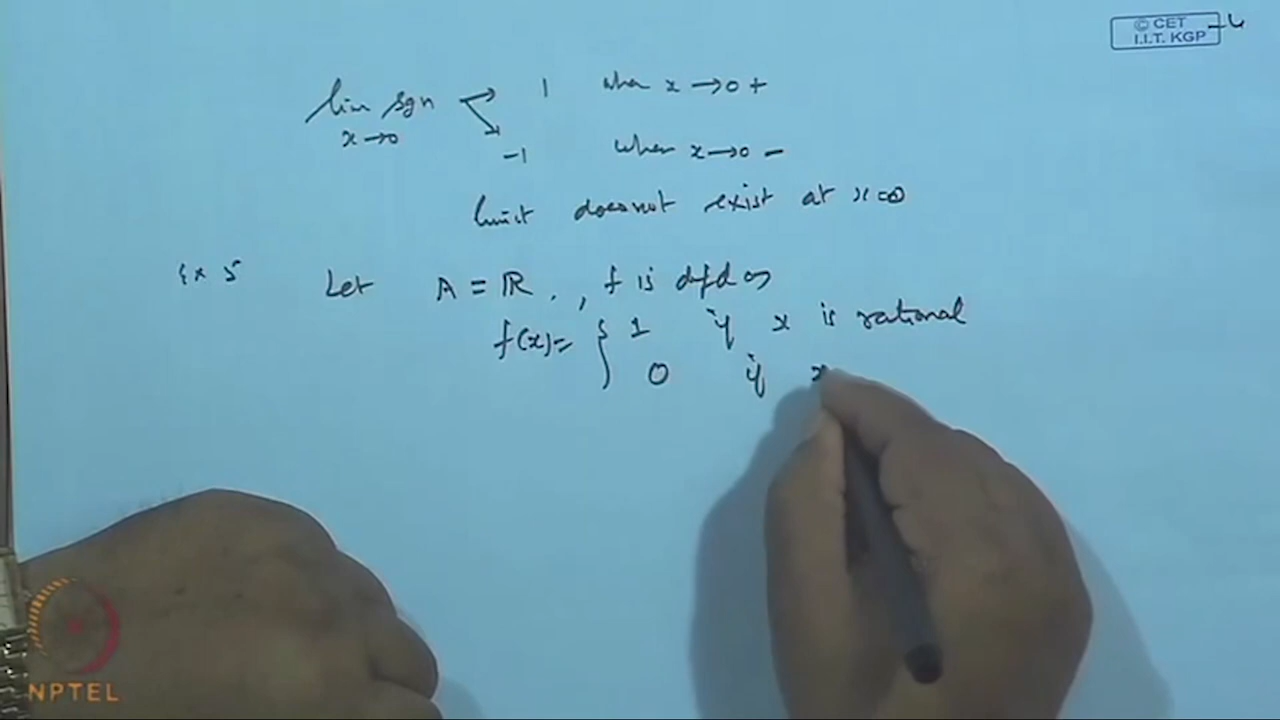 © CET
I.I.T. KGP
lim sgn 1 when x→0+
x→0
-1 when x→0-
limit does not exist at x=0
Ex 5 Let A = ℝ., f is defd as
f(x)= { 1 if x is rational
0 if x
NPTEL